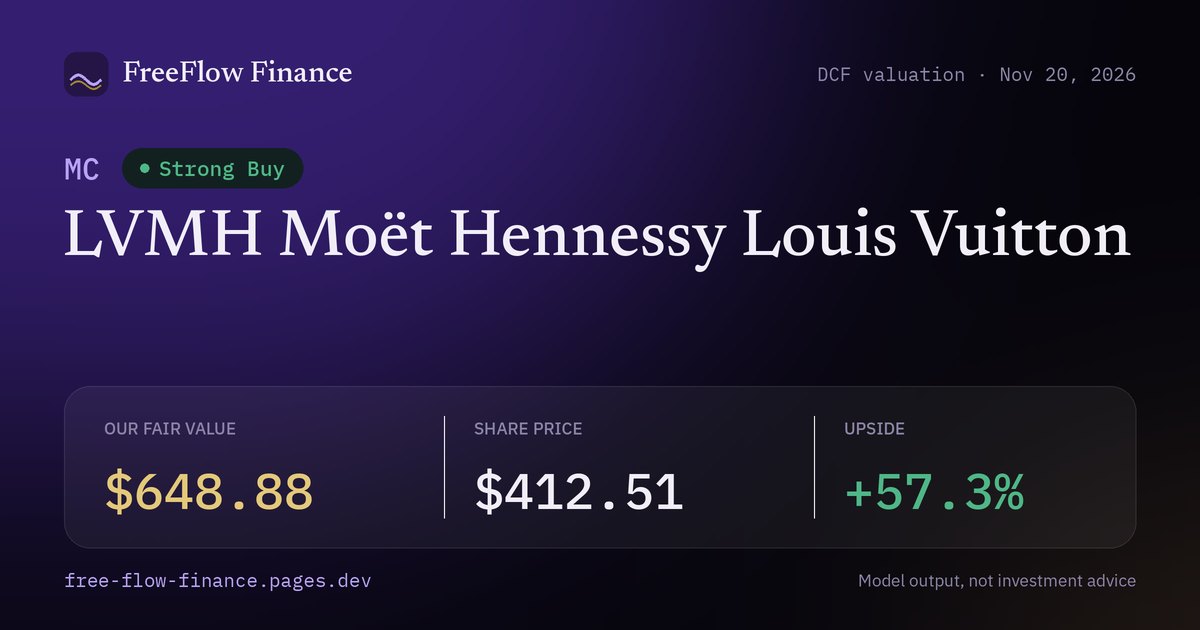 FreeFlow Finance
DCF valuation · Nov 20, 2026
MC
Strong Buy
LVMH Moët Hennessy Louis Vuitton
OUR FAIR VALUE
$648.88
SHARE PRICE
$412.51
UPSIDE
+57.3%
free-flow-finance.pages.dev
Model output, not investment advice